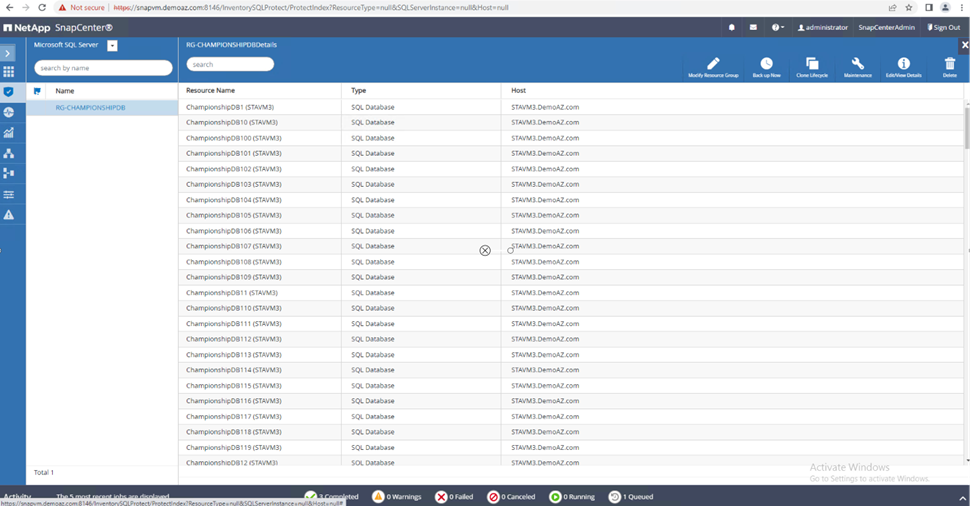 Not secure | https://snapvm.demoaz.com:8146/InventorySQLProtect/ProtectIndex?ResourceType=null&SQLServerInstance=null&Host=null
NetApp SnapCenter®
administrator SnapCenterAdmin Sign Out
Microsoft SQL Server
RG-CHAMPIONSHIPDBDetails
search by name
search
Modify Resource Group Back up Now Clone Lifecycle Maintenance Edit/View Details Delete
Name Resource Name Type Host
RG-CHAMPIONSHIPDB ChampionshipDB1 (STAVM3) SQL Database STAVM3.DemoAZ.com
ChampionshipDB10 (STAVM3) SQL Database STAVM3.DemoAZ.com
ChampionshipDB100 (STAVM3) SQL Database STAVM3.DemoAZ.com
ChampionshipDB101 (STAVM3) SQL Database STAVM3.DemoAZ.com
ChampionshipDB102 (STAVM3) SQL Database STAVM3.DemoAZ.com
ChampionshipDB103 (STAVM3) SQL Database STAVM3.DemoAZ.com
ChampionshipDB104 (STAVM3) SQL Database STAVM3.DemoAZ.com
ChampionshipDB105 (STAVM3) SQL Database STAVM3.DemoAZ.com
ChampionshipDB106 (STAVM3) SQL Database STAVM3.DemoAZ.com
ChampionshipDB107 (STAVM3) SQL Database STAVM3.DemoAZ.com
ChampionshipDB108 (STAVM3) SQL Database STAVM3.DemoAZ.com
ChampionshipDB109 (STAVM3) SQL Database STAVM3.DemoAZ.com
ChampionshipDB11 (STAVM3) SQL Database STAVM3.DemoAZ.com
ChampionshipDB110 (STAVM3) SQL Database STAVM3.DemoAZ.com
ChampionshipDB111 (STAVM3) SQL Database STAVM3.DemoAZ.com
ChampionshipDB112 (STAVM3) SQL Database STAVM3.DemoAZ.com
ChampionshipDB113 (STAVM3) SQL Database STAVM3.DemoAZ.com
ChampionshipDB114 (STAVM3) SQL Database STAVM3.DemoAZ.com
ChampionshipDB115 (STAVM3) SQL Database STAVM3.DemoAZ.com
ChampionshipDB116 (STAVM3) SQL Database STAVM3.DemoAZ.com
ChampionshipDB117 (STAVM3) SQL Database STAVM3.DemoAZ.com
ChampionshipDB118 (STAVM3) SQL Database STAVM3.DemoAZ.com
ChampionshipDB119 (STAVM3) SQL Database STAVM3.DemoAZ.com
ChampionshipDB12 (STAVM3) SQL Database STAVM3.DemoAZ.com
Total 1
Activate Windows
Go to Settings to activate Windows.
Activity The 5 most recent jobs are displayed 3 Completed 0 Warnings 0 Failed 0 Canceled 0 Running 1 Queued
https://snapvm.demoaz.com:8146/InventorySQLProtect/ProtectIndex?ResourceType=null&SQLServerInstance=null&Host=null#